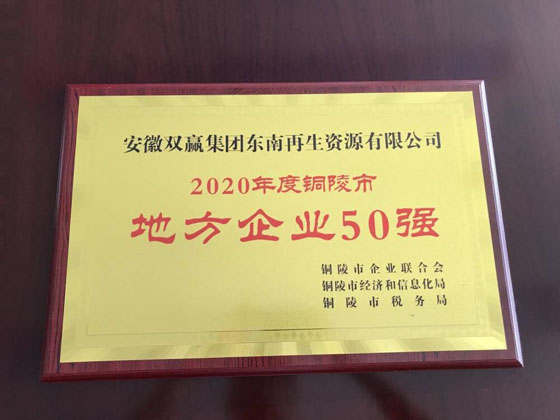 安徽双赢集团东南再生资源有限公司
2020年度铜陵市
地方企业50强
铜陵市企业联合会
铜陵市经济和信息化局
铜陵市税务局